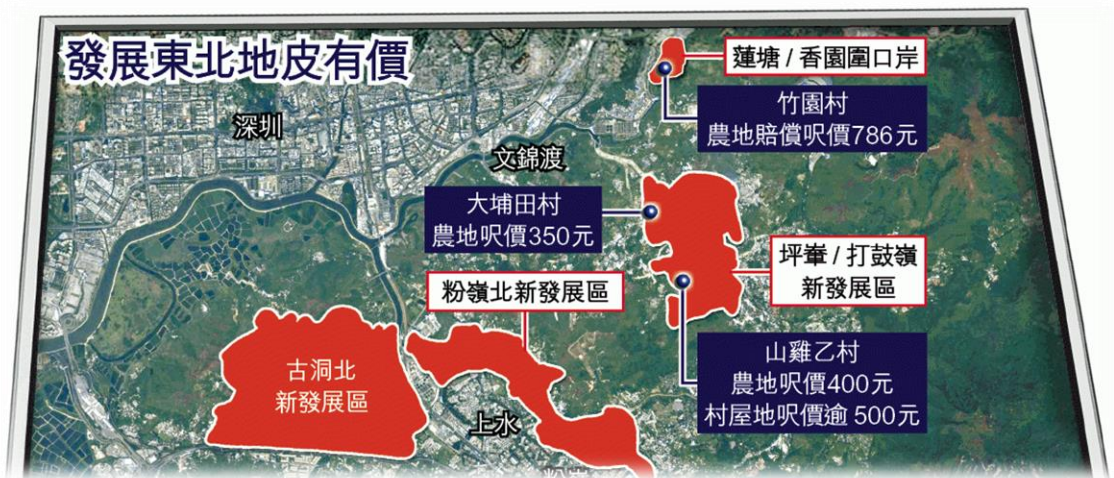 發展東北地皮有價
蓮塘 / 香園圍口岸
竹園村
農地賠償呎價786元
深圳
文錦渡
大埔田村
農地呎價350元
坪輋 / 打鼓嶺
新發展區
粉嶺北新發展區
山雞乙村
農地呎價400元
村屋地呎價逾500元
古洞北
新發展區
上水